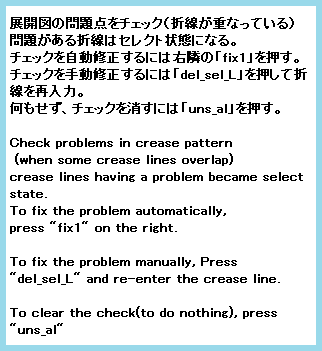 展開図の問題点をチェック(折線が重なっている)
問題がある折線はセレクト状態になる。
チェックを自動修正するには右隣の「fix1」を押す。
チェックを手動修正するには「del_sel_L」を押して折
線を再入力。
何もせず、チェックを消すには「uns_al」を押す。
Check problems in crease pattern
(when some crease lines overlap)
crease lines having a problem became select
state.
To fix the problem automatically,
press "fix1" on the right.
To fix the problem manually, Press
"del_sel_L" and re-enter the crease line.
To clear the check(to do nothing), press
"uns_al"